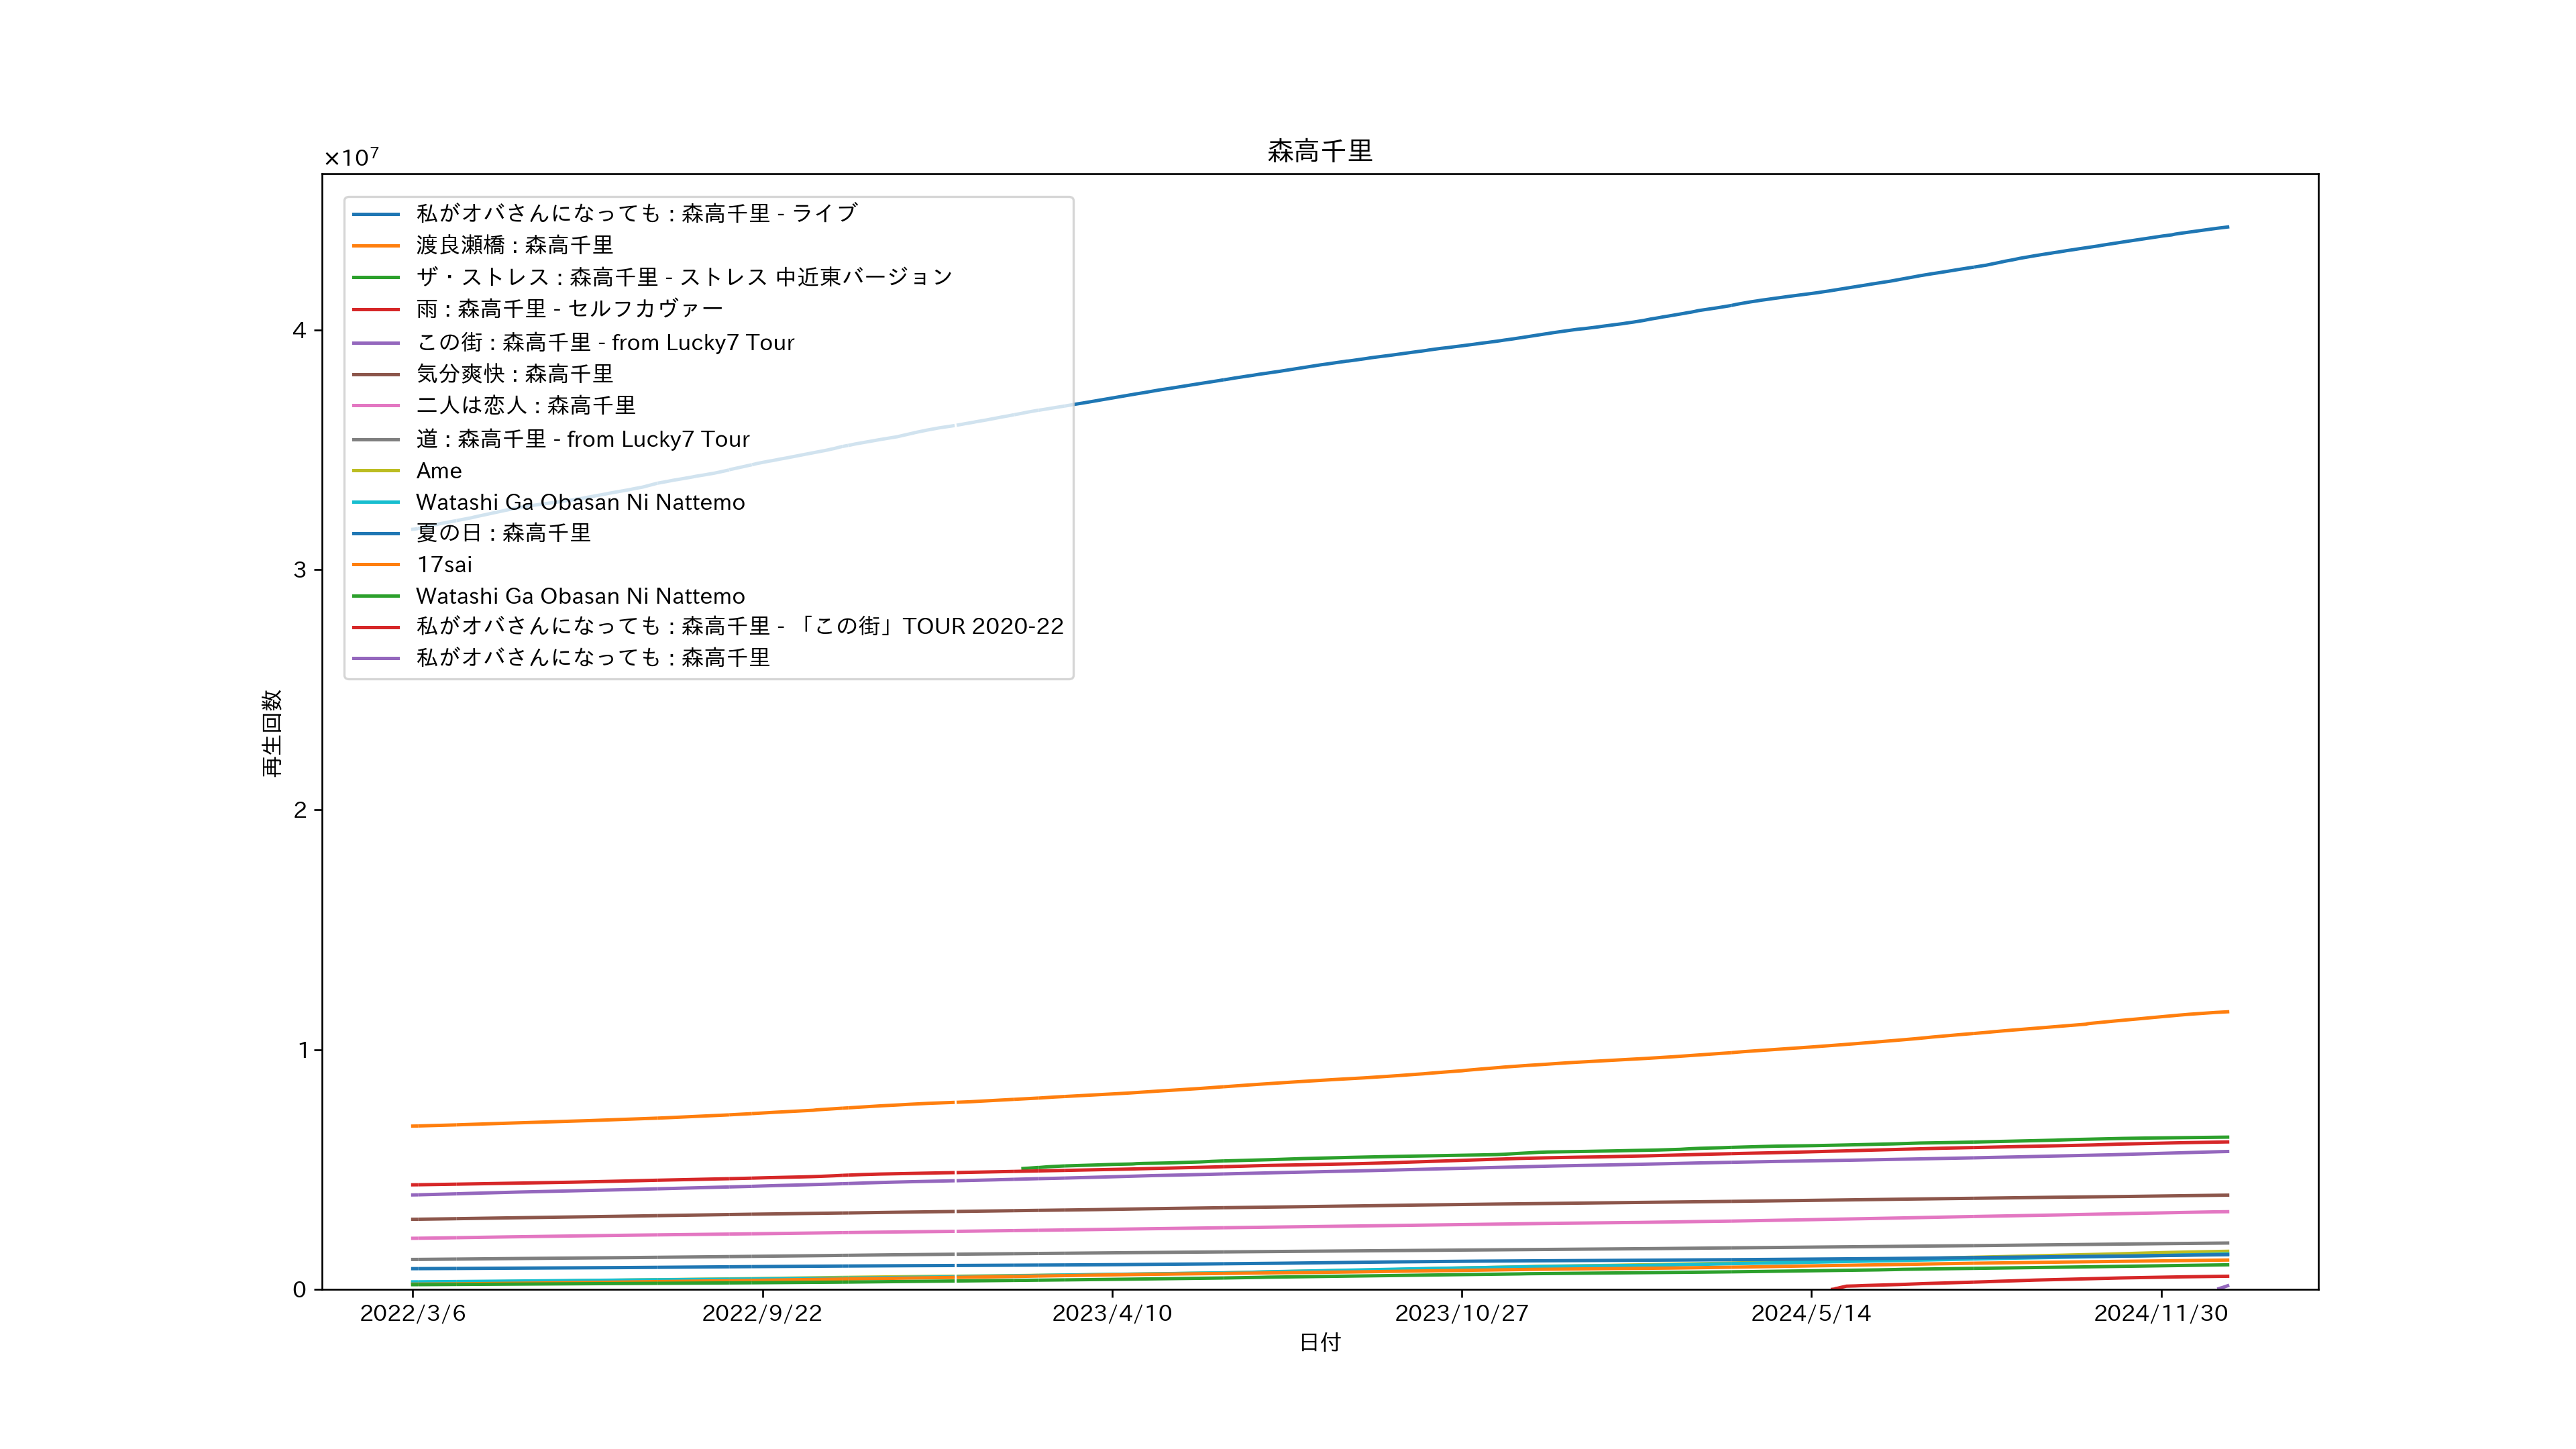 森高千里
×10⁷
私がオバさんになっても : 森高千里 - ライブ
渡良瀬橋 : 森高千里
ザ・ストレス : 森高千里 - ストレス 中近東バージョン
雨 : 森高千里 - セルフカヴァー
この街 : 森高千里 - from Lucky7 Tour
気分爽快 : 森高千里
二人は恋人 : 森高千里
道 : 森高千里 - from Lucky7 Tour
Ame
Watashi Ga Obasan Ni Nattemo
夏の日 : 森高千里
17sai
Watashi Ga Obasan Ni Nattemo
私がオバさんになっても : 森高千里 - 「この街」TOUR 2020-22
私がオバさんになっても : 森高千里
4
3
2
1
0
再生回数
2022/3/6
2022/9/22
2023/4/10
2023/10/27
2024/5/14
2024/11/30
日付